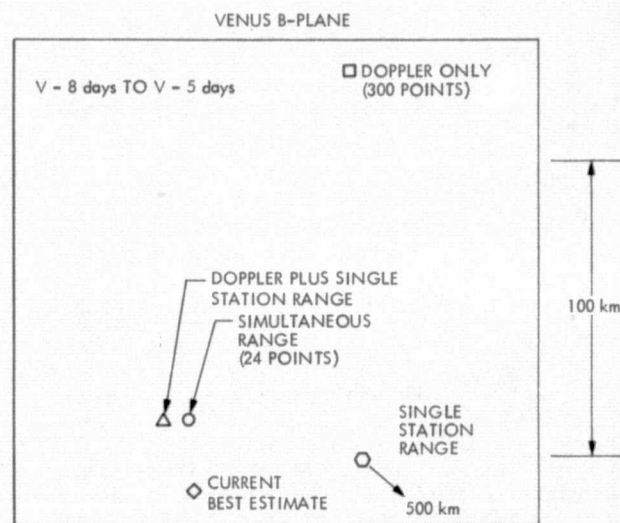 VENUS B-PLANE
V - 8 days TO V - 5 days
DOPPLER ONLY
(300 POINTS)
100 km
DOPPLER PLUS SINGLE
STATION RANGE
SIMULTANEOUS
RANGE
(24 POINTS)
SINGLE
STATION
RANGE
CURRENT
BEST ESTIMATE
500 km